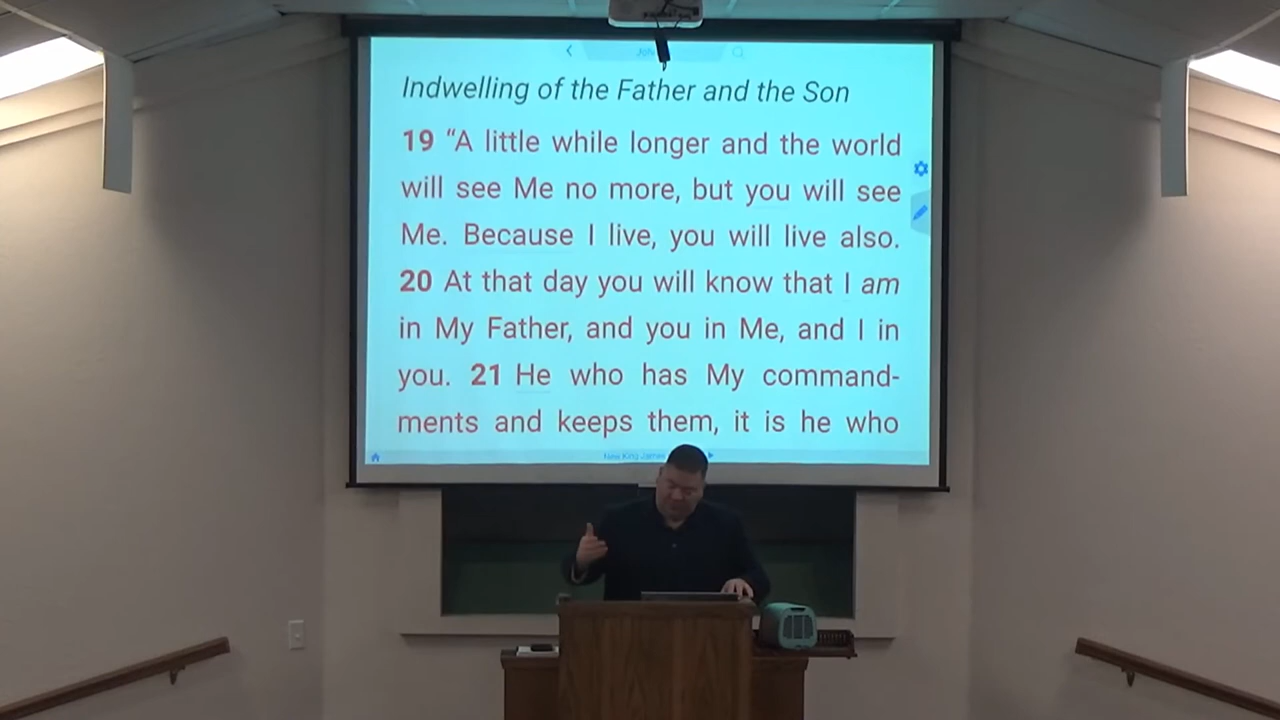 Indwelling of the Father and the Son
19 “A little while longer and the world
will see Me no more, but you will see
Me. Because I live, you will live also.
20 At that day you will know that I am
in My Father, and you in Me, and I in
you. 21 He who has My command-
ments and keeps them, it is he who
New King James